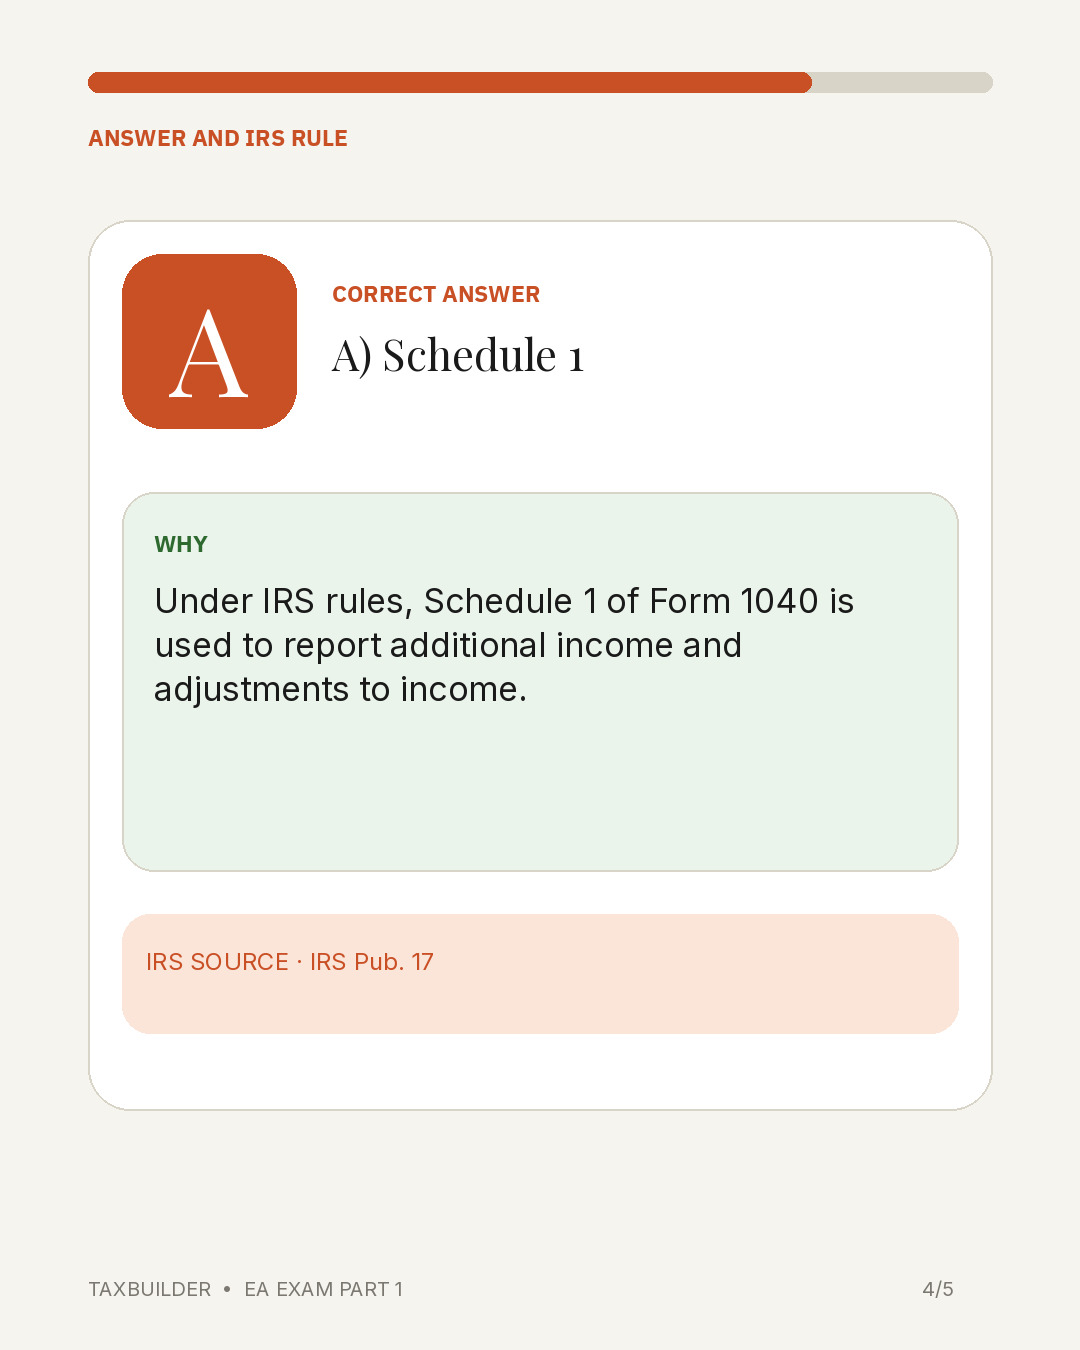 ANSWER AND IRS RULE
A
CORRECT ANSWER
A) Schedule 1
WHY
Under IRS rules, Schedule 1 of Form 1040 is
used to report additional income and
adjustments to income.
IRS SOURCE · IRS Pub. 17
TAXBUILDER • EA EXAM PART 1
4/5